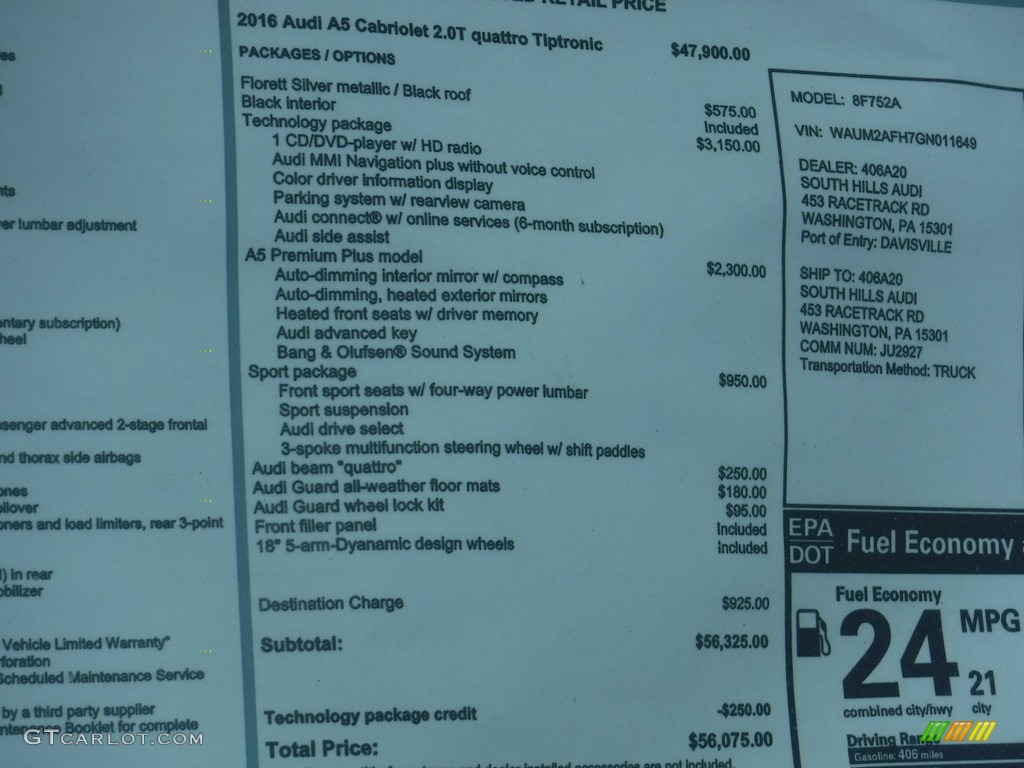 RETAIL PRICE
2016 Audi A5 Cabriolet 2.0T quattro Tiptronic $47,900.00
PACKAGES / OPTIONS
Florett Silver metallic / Black roof $575.00
Black interior Included
Technology package $3,150.00
1 CD/DVD-player w/ HD radio
Audi MMI Navigation plus without voice control
Color driver information display
Parking system w/ rearview camera
Audi connect® w/ online services (6-month subscription)
Audi side assist
A5 Premium Plus model $2,300.00
Auto-dimming interior mirror w/ compass
Auto-dimming, heated exterior mirrors
Heated front seats w/ driver memory
Audi advanced key
Bang & Olufsen® Sound System
Sport package $950.00
Front sport seats w/ four-way power lumbar
Sport suspension
Audi drive select
3-spoke multifunction steering wheel w/ shift paddles
Audi beam "quattro" $250.00
Audi Guard all-weather floor mats $180.00
Audi Guard wheel lock kit $95.00
Front filler panel Included
18" 5-arm-Dyanamic design wheels Included
Destination Charge $925.00
Subtotal: $56,325.00
Technology package credit -$250.00
Total Price: $56,075.00
accessories are not included.
MODEL: 8F752A
VIN: WAUM2AFH7GN011649
DEALER: 406A20
SOUTH HILLS AUDI
453 RACETRACK RD
WASHINGTON, PA 15301
Port of Entry: DAVISVILLE
SHIP TO: 406A20
SOUTH HILLS AUDI
453 RACETRACK RD
WASHINGTON, PA 15301
COMM NUM: JU2927
Transportation Method: TRUCK
EPA
DOT
Fuel Economy
Fuel Economy
24 MPG
21
combined city/hwy city
Driving
Gasoline: 406 miles
lumbar adjustment
subscription)
advanced 2-stage frontal
thorax side airbags
and load limiters, rear 3-point
in rear
Vehicle Limited Warranty*
Scheduled Maintenance Service
by a third party supplier
Booklet for complete
GTCARLOT.COM